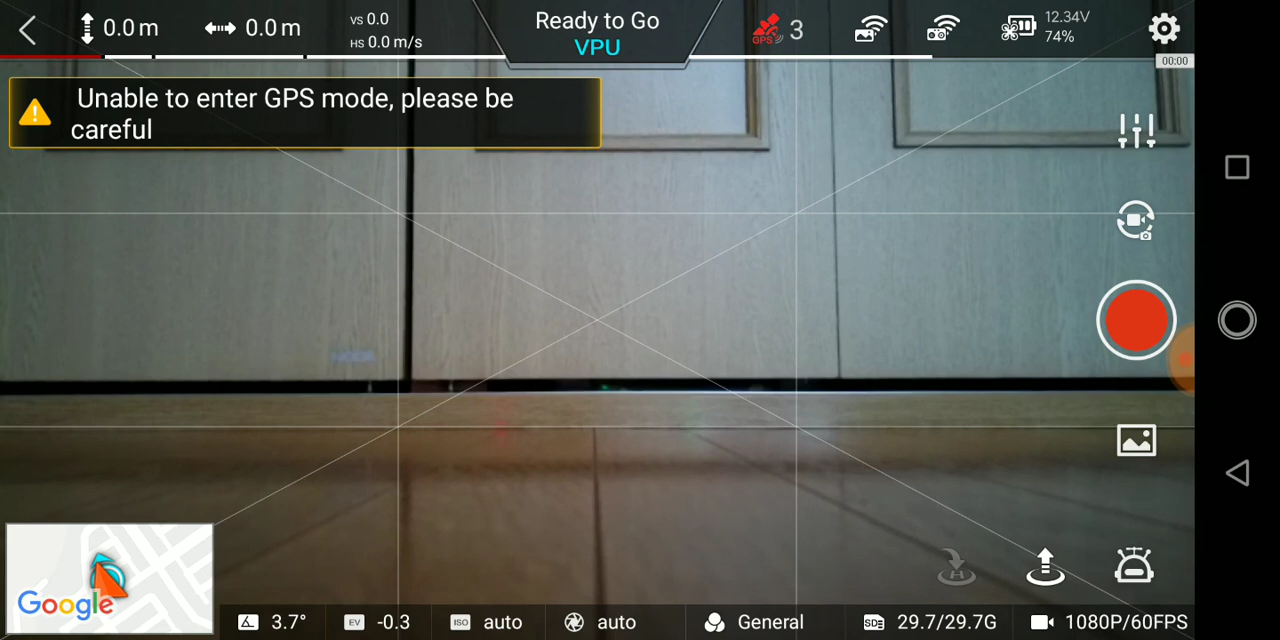 0.0 m
0.0 m
VS 0.0
HS 0.0 m/s
Ready to Go
VPU
GPS
3
12.34V
74%
00:00
Unable to enter GPS mode, please be
careful
H
Google
3.7°
EV -0.3
ISO auto
auto
General
SD 29.7/29.7G
1080P/60FPS